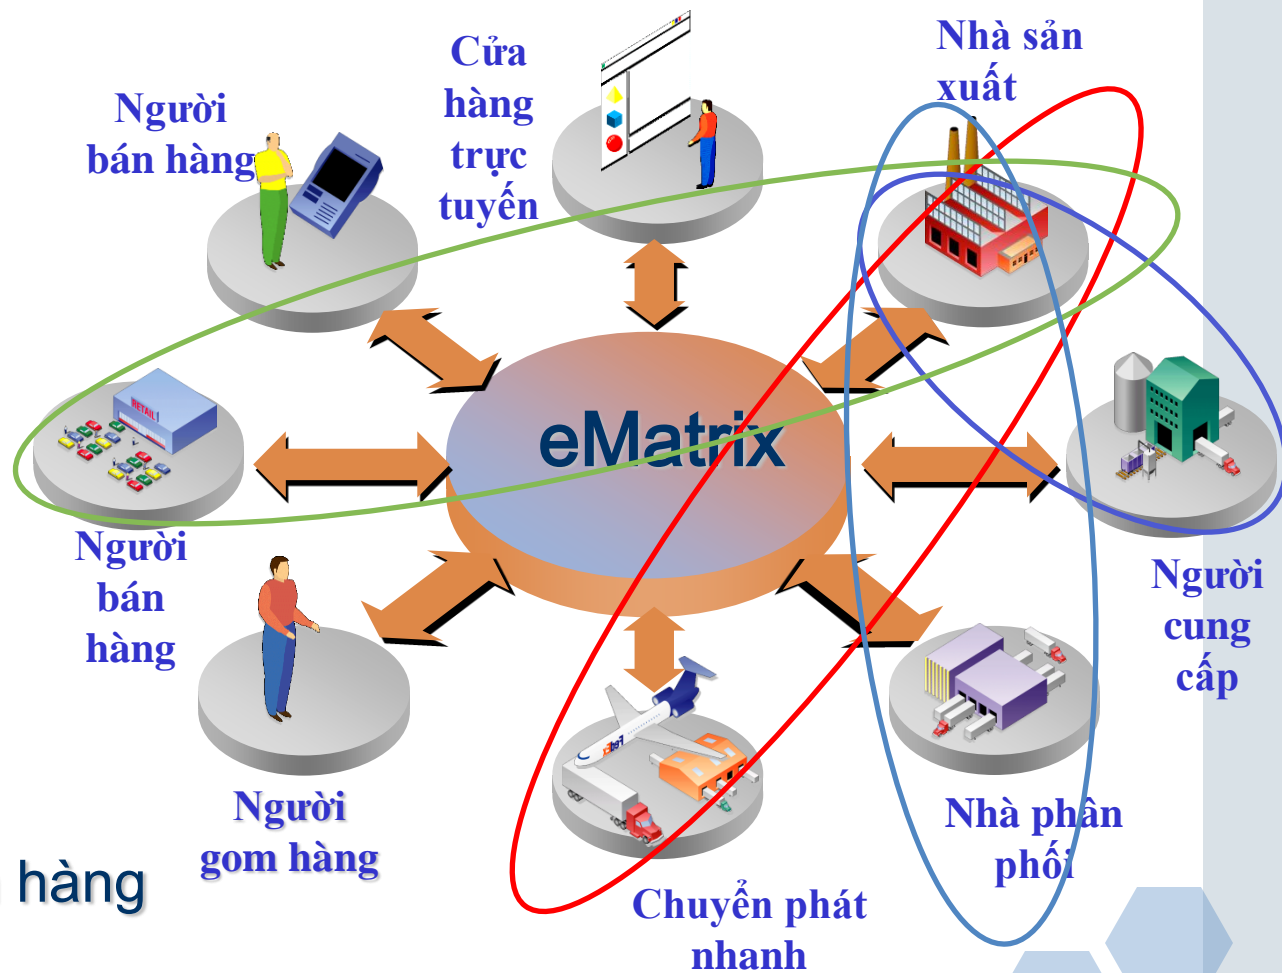 Cửa
hàng
trực
tuyến
Nhà sản
xuất
Người
bán hàng
RETAIL
eMatrix
Người
bán
hàng
Người
cung
cấp
Người
gom hàng
Nhà phân
phối
hàng
Chuyển phát
nhanh